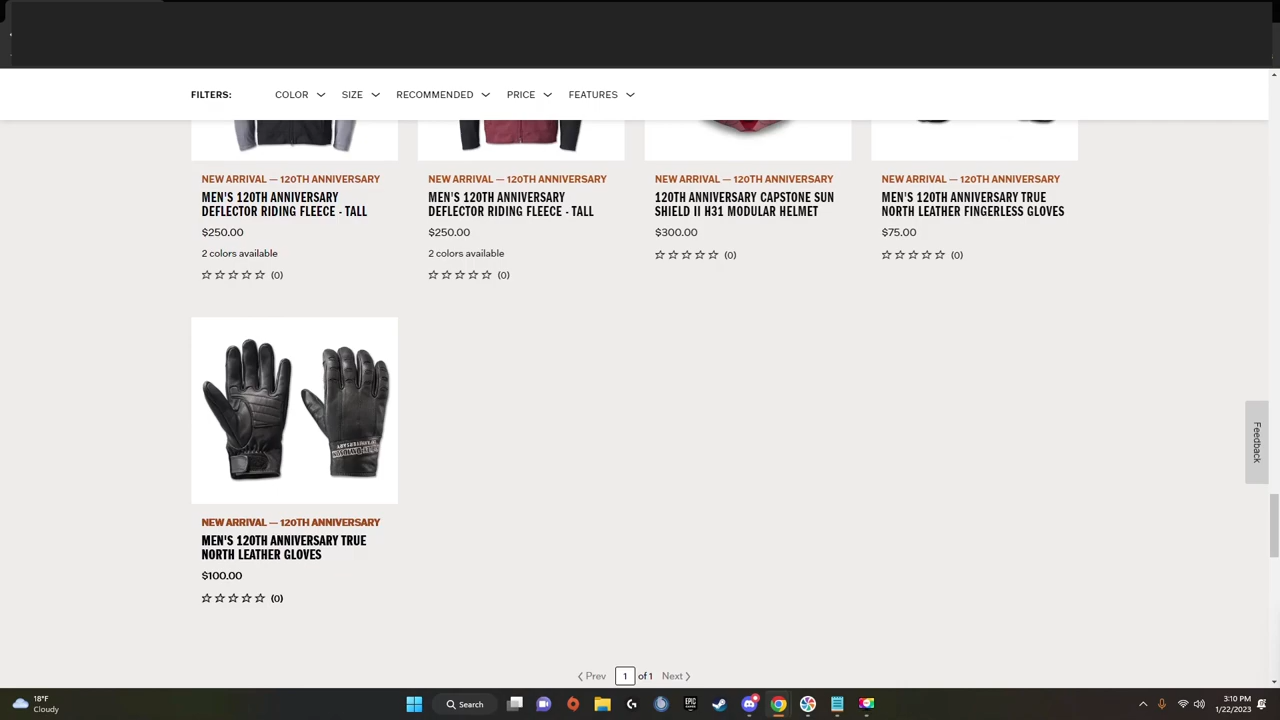 FILTERS: COLOR SIZE RECOMMENDED PRICE FEATURES
NEW ARRIVAL — 120TH ANNIVERSARY
MEN'S 120TH ANNIVERSARY
DEFLECTOR RIDING FLEECE - TALL
$250.00
2 colors available
(0)
NEW ARRIVAL — 120TH ANNIVERSARY
MEN'S 120TH ANNIVERSARY
DEFLECTOR RIDING FLEECE - TALL
$250.00
2 colors available
(0)
NEW ARRIVAL — 120TH ANNIVERSARY
120TH ANNIVERSARY CAPSTONE SUN
SHIELD II H31 MODULAR HELMET
$300.00
(0)
NEW ARRIVAL — 120TH ANNIVERSARY
MEN'S 120TH ANNIVERSARY TRUE
NORTH LEATHER FINGERLESS GLOVES
$75.00
(0)
NEW ARRIVAL — 120TH ANNIVERSARY
MEN'S 120TH ANNIVERSARY TRUE
NORTH LEATHER GLOVES
$100.00
(0)
Feedback
Prev 1 of 1 Next
18°F
Cloudy
Search
EPIC
3:10 PM
1/22/2023